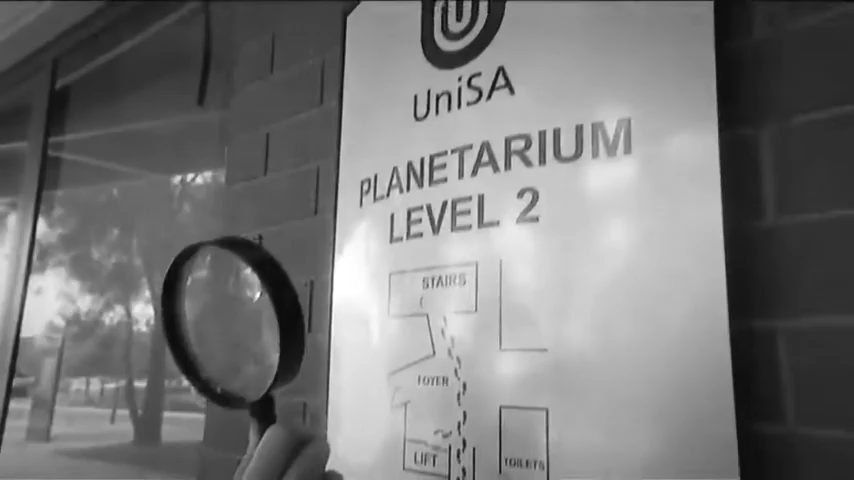 UniSA
PLANETARIUM
LEVEL 2
STAIRS
FOYER
LIFT
TOILETS